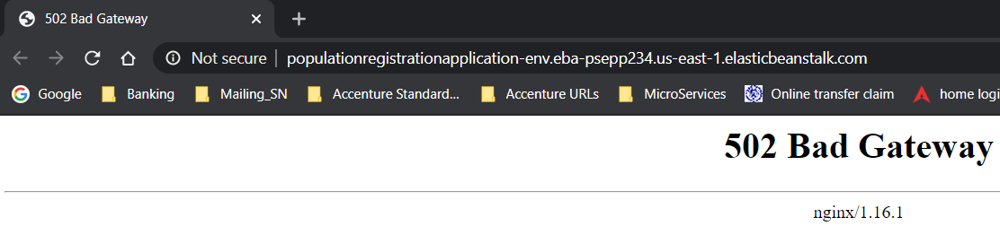 502 Bad Gateway
Not secure | populationregistrationapplication-env.eba-psepp234.us-east-1.elasticbeanstalk.com
Google Banking Mailing_SN Accenture Standard... Accenture URLs MicroServices Online transfer claim home logi
502 Bad Gateway
nginx/1.16.1